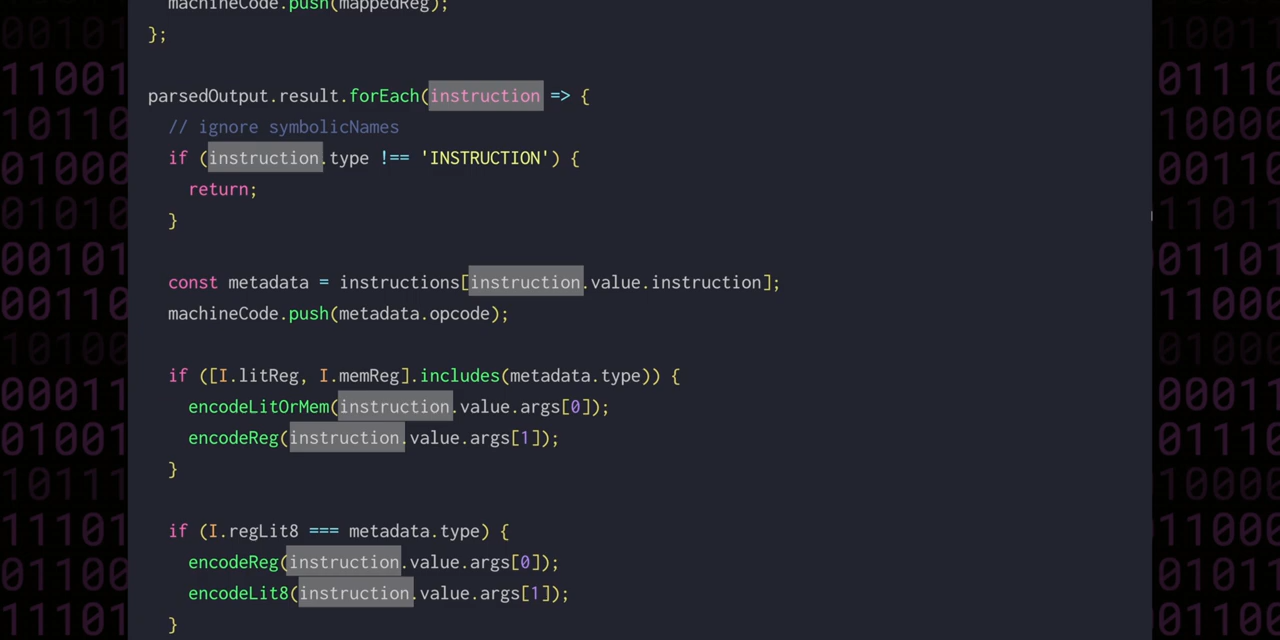 machineCode.push(mappedReg);
};
parsedOutput.result.forEach(instruction => {
// ignore symbolicNames
if (instruction.type !== 'INSTRUCTION') {
return;
}
const metadata = instructions[instruction.value.instruction];
machineCode.push(metadata.opcode);
if ([I.litReg, I.memReg].includes(metadata.type)) {
encodeLitOrMem(instruction.value.args[0]);
encodeReg(instruction.value.args[1]);
}
if (I.regLit8 === metadata.type) {
encodeReg(instruction.value.args[0]);
encodeLit8(instruction.value.args[1]);
}